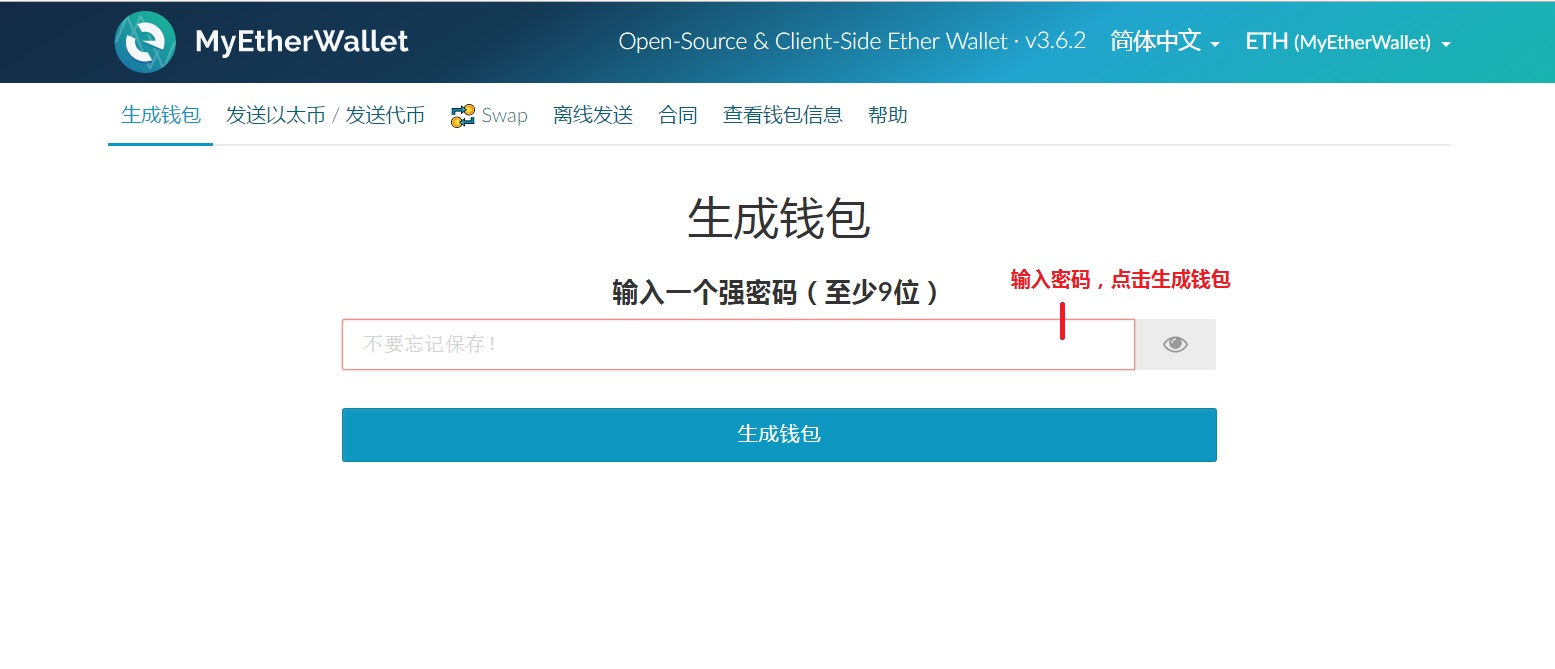 MyEtherWallet Open-Source & Client-Side Ether Wallet · v3.6.2 简体中文 ETH (MyEtherWallet)
生成钱包 发送以太币 / 发送代币 Swap 离线发送 合同 查看钱包信息 帮助
生成钱包
输入密码，点击生成钱包
输入一个强密码（至少9位）
不要忘记保存！
生成钱包